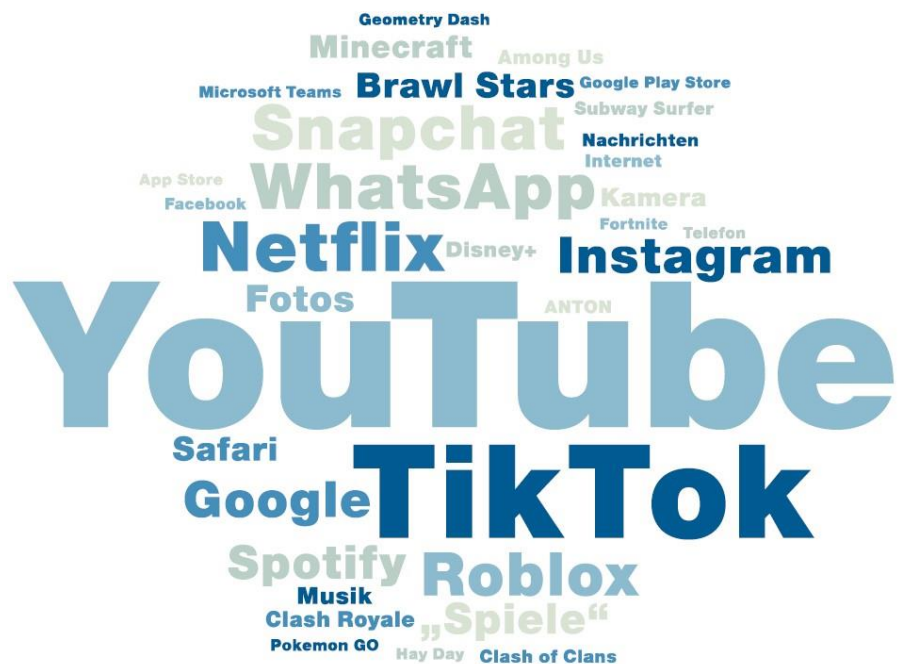 Geometry Dash
Minecraft
Among Us
Microsoft Teams
Brawl Stars
Google Play Store
Snapchat
Subway Surfer
Nachrichten
Internet
App Store
WhatsApp
Kamera
Facebook
Fortnite
Telefon
Netflix
Disney+
Instagram
Fotos
ANTON
YouTube
Safari
TikTok
Google
Spotify
Roblox
Musik
Clash Royale
„Spiele“
Pokemon GO
Hay Day
Clash of Clans